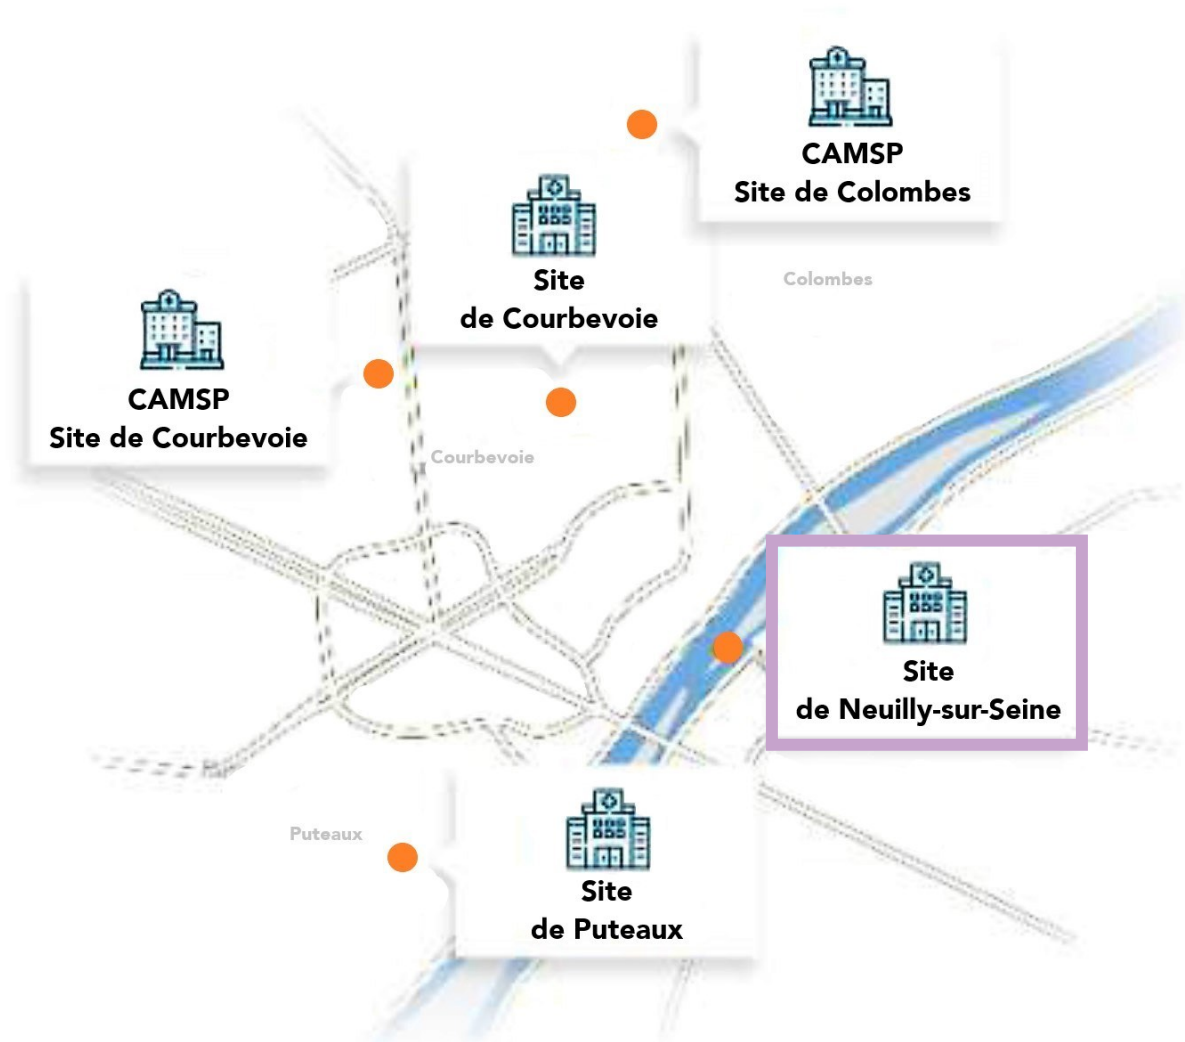 CAMSP
Site de Colombes
Site
de Courbevoie
Colombes
CAMSP
Site de Courbevoie
Courbevoie
Site
de Neuilly-sur-Seine
Puteaux
Site
de Puteaux